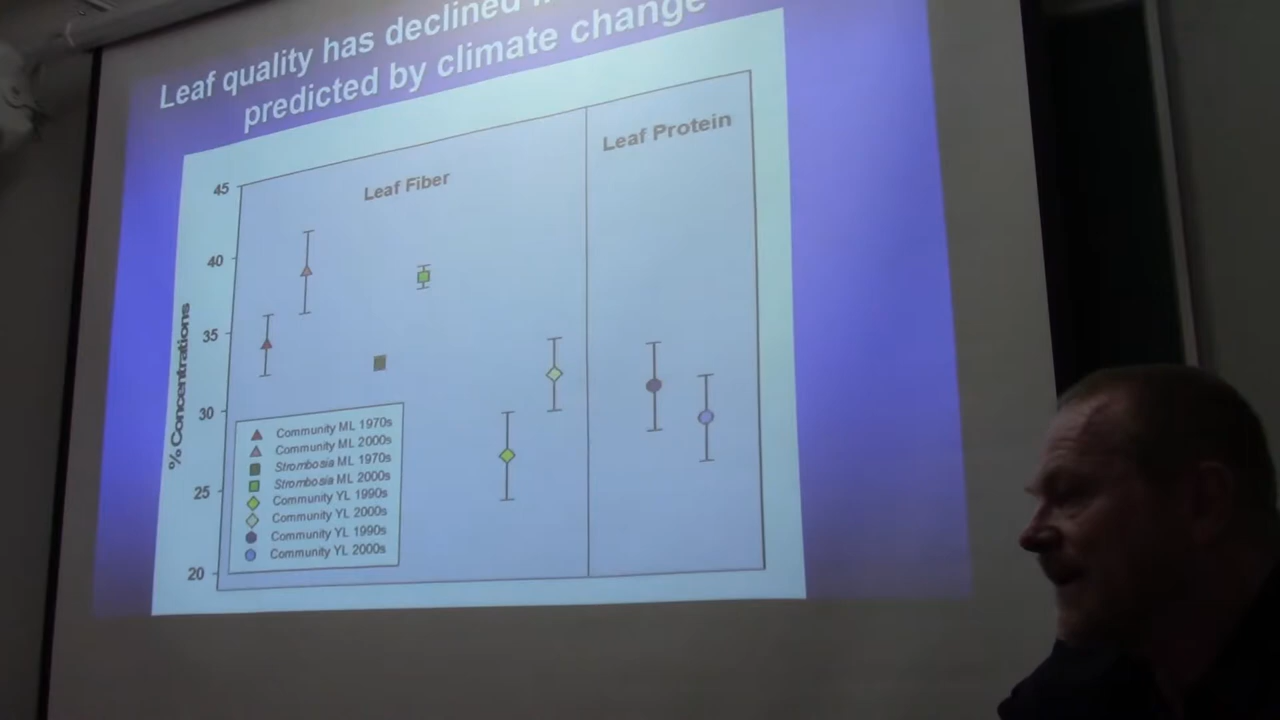 Leaf quality has declined
predicted by climate change
Leaf Fiber
Leaf Protein
% Concentrations
45
40
35
30
25
20
Community ML 1970s
Community ML 2000s
Strombosia ML 1970s
Strombosia ML 2000s
Community YL 1990s
Community YL 2000s
Community YL 1990s
Community YL 2000s